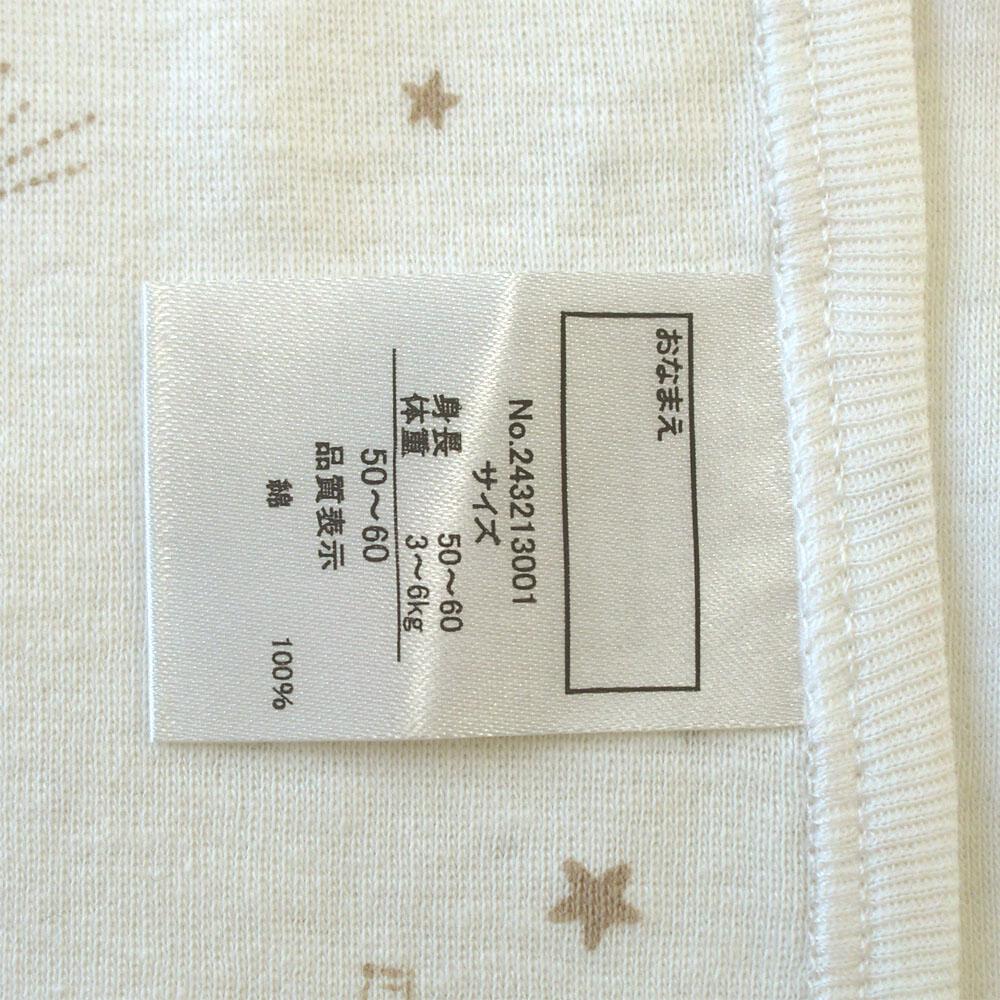 おなまえ
No.243213001
サイズ
身長 50～60
体重 3～6kg
50～60
品質表示
綿 100%